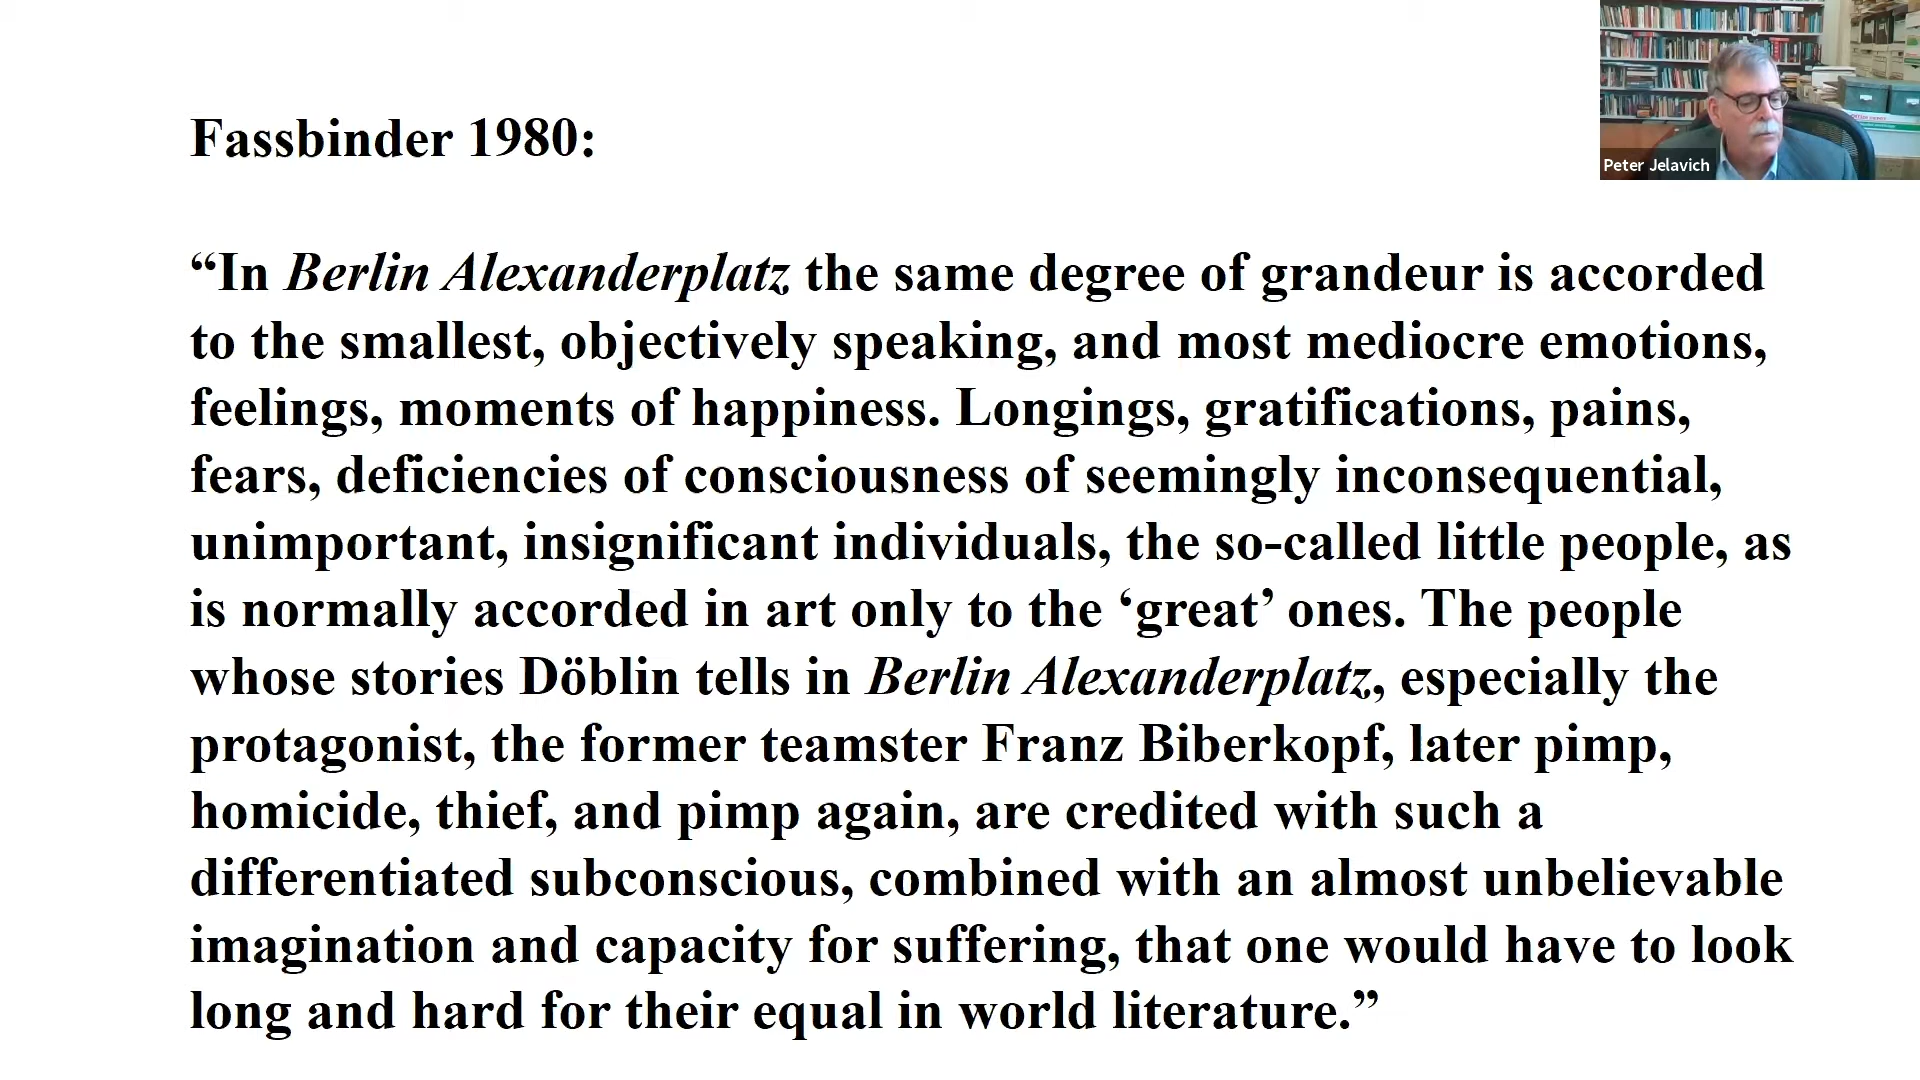 Peter Jelavich
Fassbinder 1980:
“In Berlin Alexanderplatz the same degree of grandeur is accorded
to the smallest, objectively speaking, and most mediocre emotions,
feelings, moments of happiness. Longings, gratifications, pains,
fears, deficiencies of consciousness of seemingly inconsequential,
unimportant, insignificant individuals, the so-called little people, as
is normally accorded in art only to the ‘great’ ones. The people
whose stories Döblin tells in Berlin Alexanderplatz, especially the
protagonist, the former teamster Franz Biberkopf, later pimp,
homicide, thief, and pimp again, are credited with such a
differentiated subconscious, combined with an almost unbelievable
imagination and capacity for suffering, that one would have to look
long and hard for their equal in world literature.”